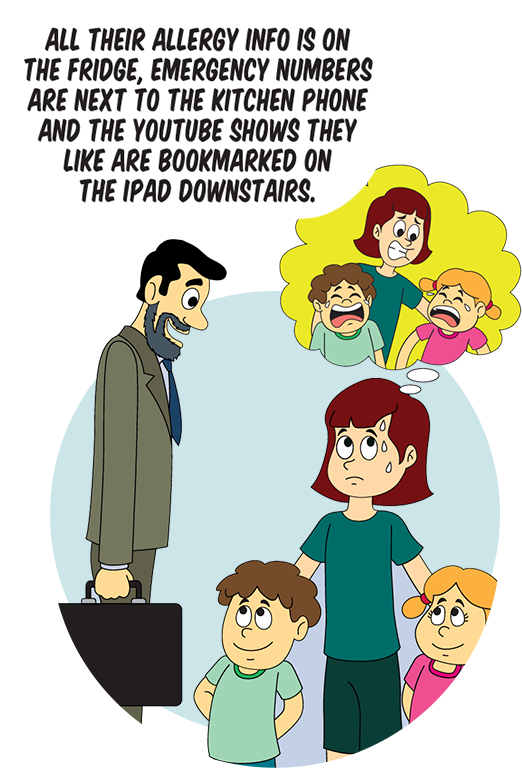 ALL THEIR ALLERGY INFO IS ON
THE FRIDGE, EMERGENCY NUMBERS
ARE NEXT TO THE KITCHEN PHONE
AND THE YOUTUBE SHOWS THEY
LIKE ARE BOOKMARKED ON
THE IPAD DOWNSTAIRS.